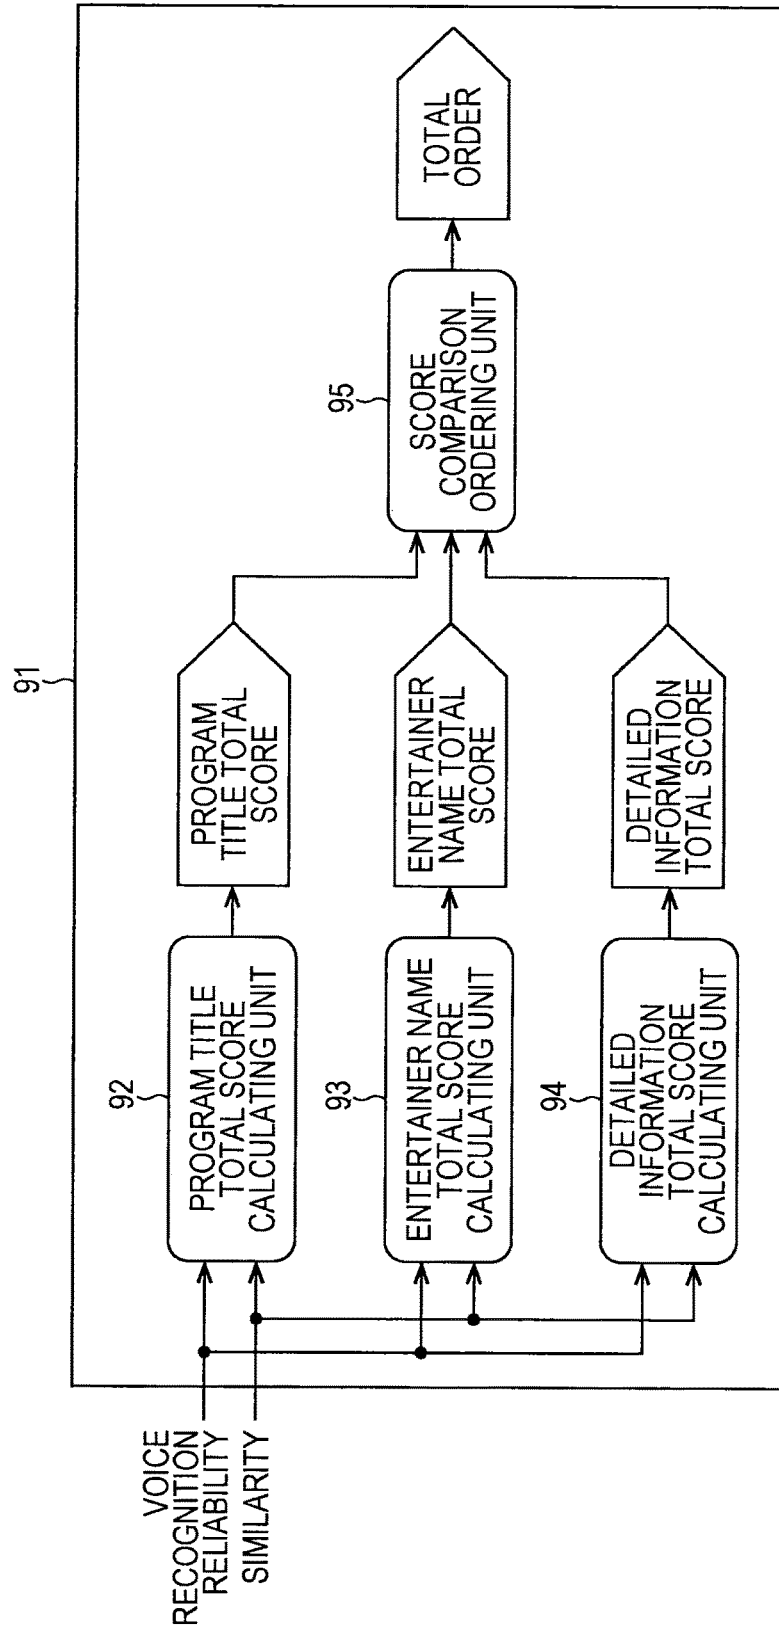 91
VOICE
RECOGNITION
RELIABILITY
SIMILARITY
92
PROGRAM TITLE
TOTAL SCORE
CALCULATING UNIT
PROGRAM
TITLE TOTAL
SCORE
93
ENTERTAINER NAME
TOTAL SCORE
CALCULATING UNIT
ENTERTAINER
NAME TOTAL
SCORE
94
DETAILED
INFORMATION
TOTAL SCORE
CALCULATING UNIT
DETAILED
INFORMATION
TOTAL SCORE
95
SCORE
COMPARISON
ORDERING UNIT
TOTAL
ORDER